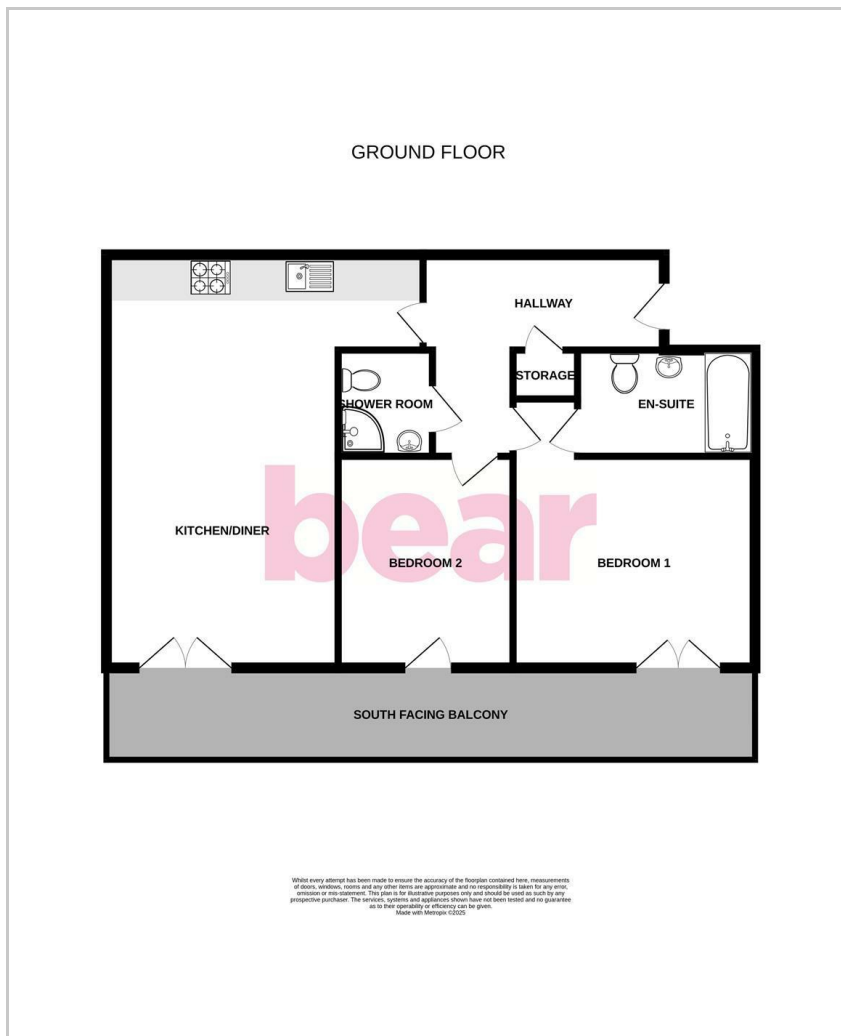 GROUND FLOOR
HALLWAY
STORAGE
SHOWER ROOM
EN-SUITE
bear
KITCHEN/DINER
BEDROOM 2
BEDROOM 1
SOUTH FACING BALCONY
Whilst every attempt has been made to ensure the accuracy of the floorplan contained here, measurements
of doors, windows, rooms and any other items are approximate and no responsibility is taken for any error,
omission or mis-statement. This plan is for illustrative purposes only and should be used as such by any
prospective purchaser. The services, systems and appliances shown have not been tested and no guarantee
as to their operability or efficiency can be given.
Made with Metropix ©2025